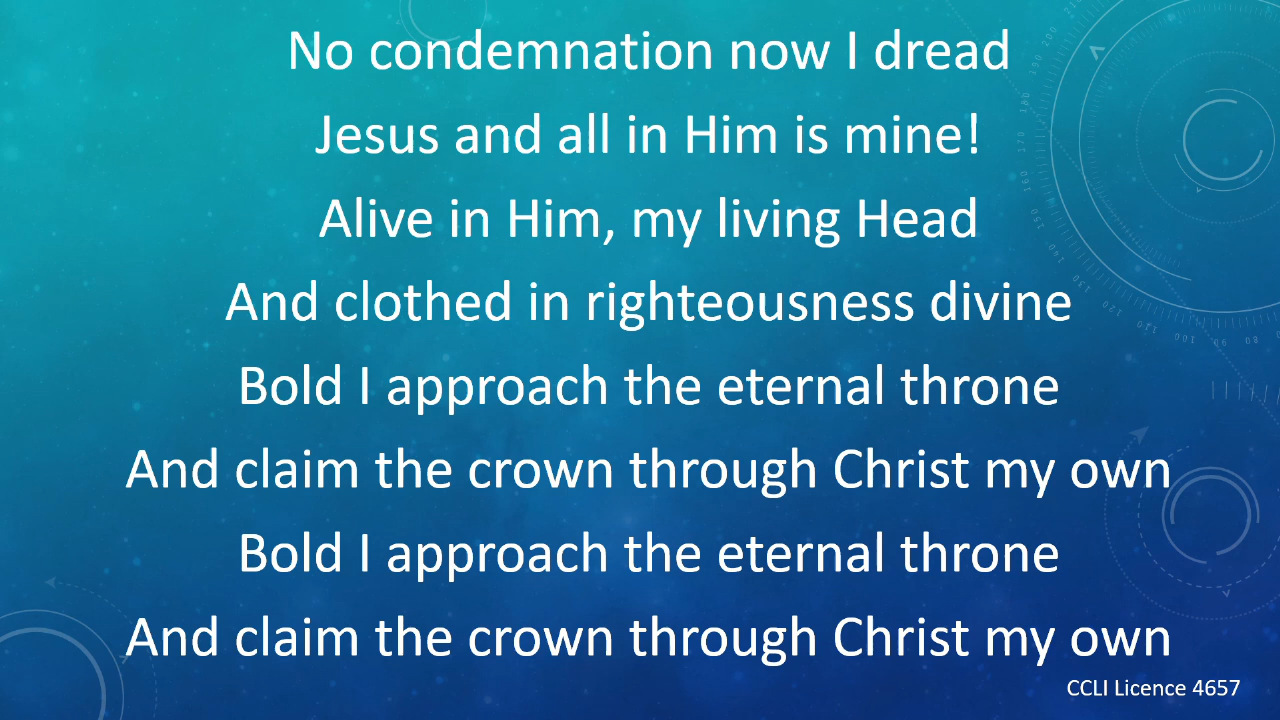 No condemnation now I dread
Jesus and all in Him is mine!
Alive in Him, my living Head
And clothed in righteousness divine
Bold I approach the eternal throne
And claim the crown through Christ my own
Bold I approach the eternal throne
And claim the crown through Christ my own
CCLI Licence 4657